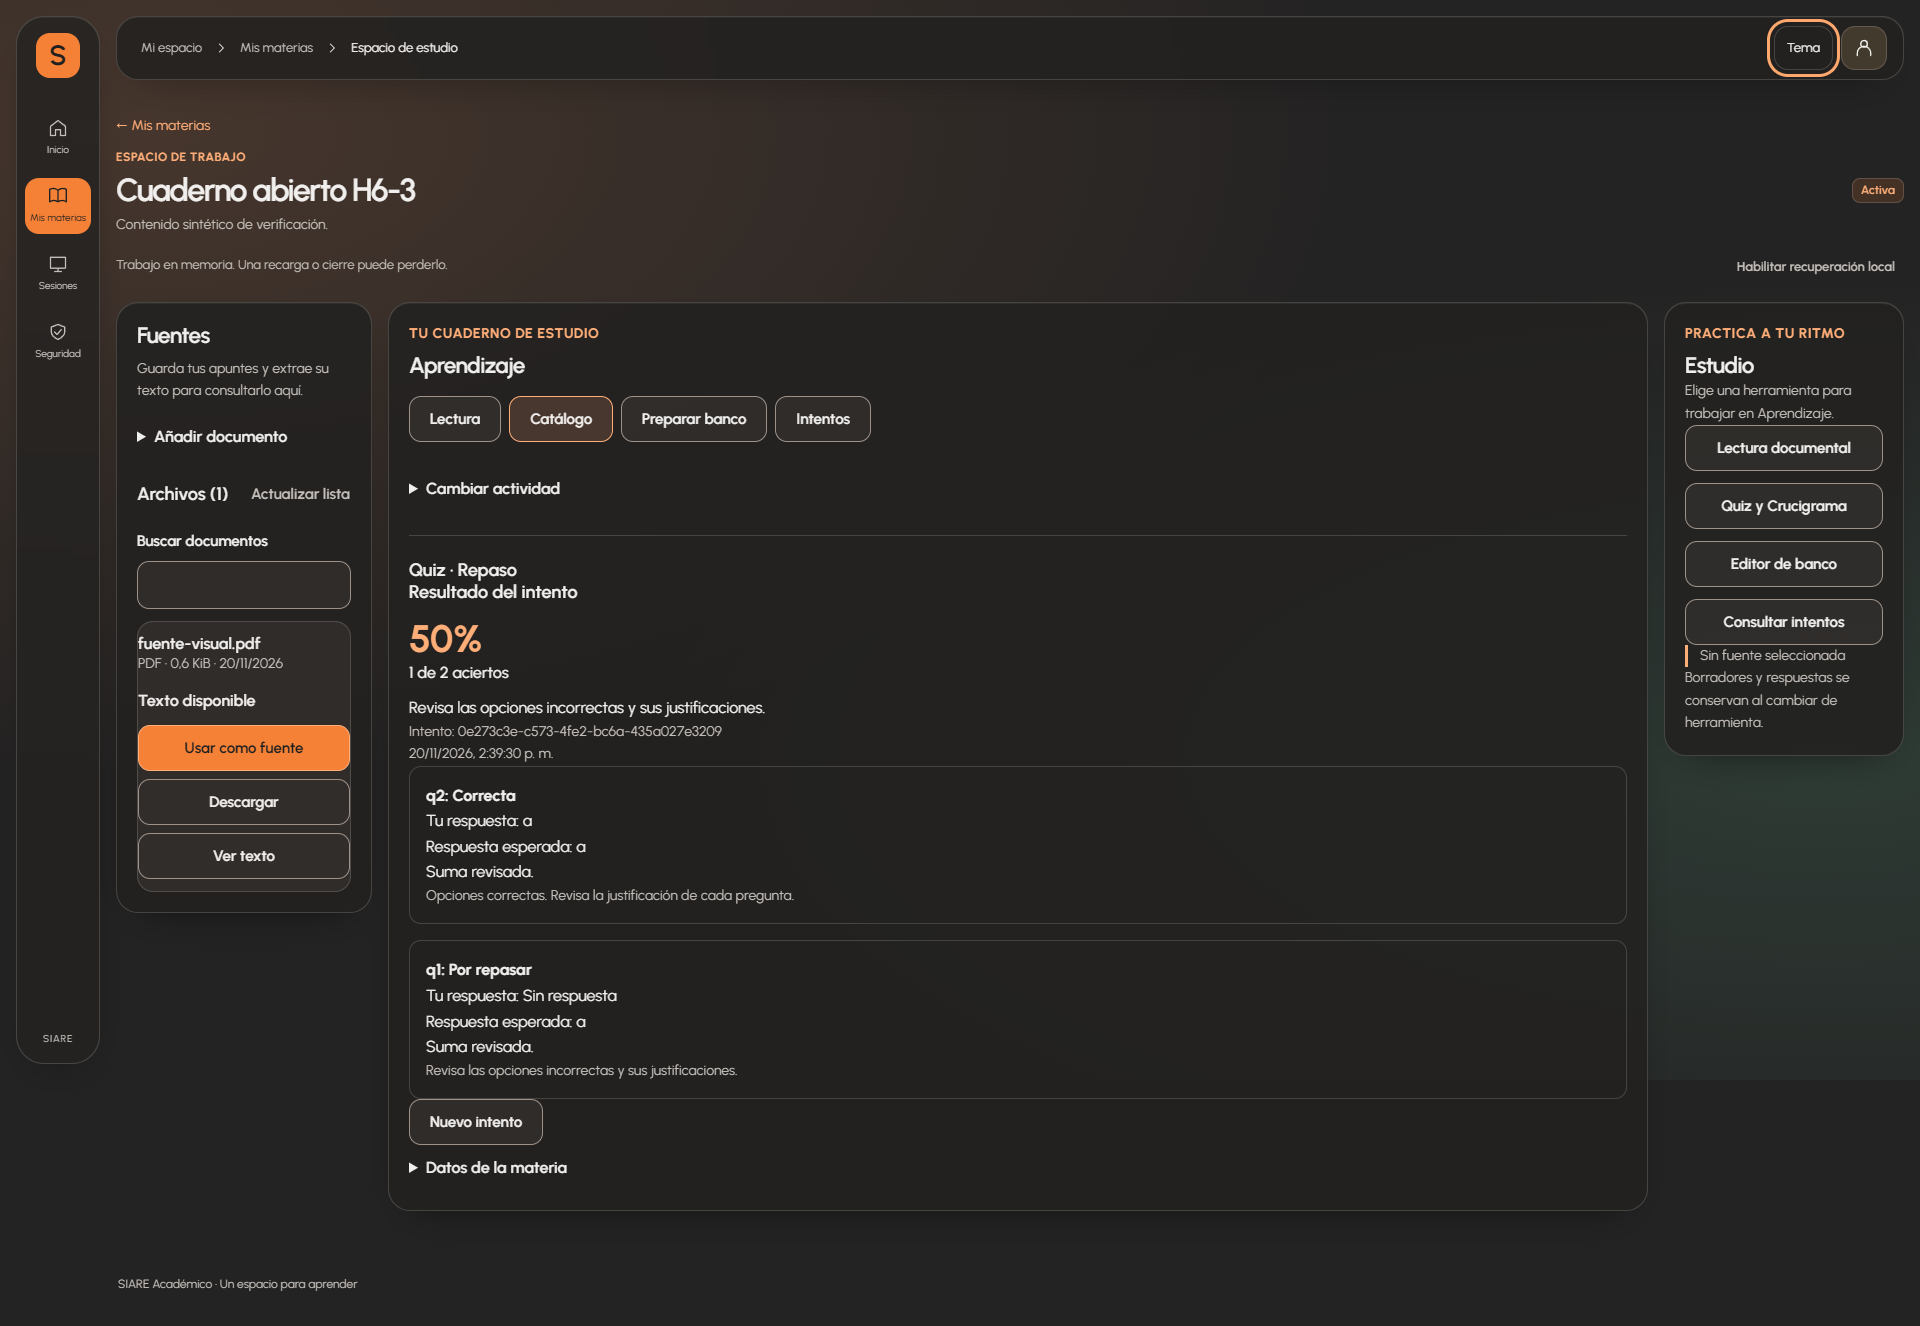 S
Inicio
Mis materias
Sesiones
Seguridad
SIARE
Mi espacio > Mis materias > Espacio de estudio
Tema
← Mis materias
ESPACIO DE TRABAJO
Cuaderno abierto H6-3
Activa
Contenido sintético de verificación.
Trabajo en memoria. Una recarga o cierre puede perderlo.
Habilitar recuperación local
Fuentes
Guarda tus apuntes y extrae su
texto para consultarlo aquí.
Añadir documento
Archivos (1)
Actualizar lista
Buscar documentos
fuente-visual.pdf
PDF · 0,6 KiB · 20/11/2026
Texto disponible
Usar como fuente
Descargar
Ver texto
TU CUADERNO DE ESTUDIO
Aprendizaje
Lectura
Catálogo
Preparar banco
Intentos
Cambiar actividad
Quiz · Repaso
Resultado del intento
50%
1 de 2 aciertos
Revisa las opciones incorrectas y sus justificaciones.
Intento: 0e273c3e-c573-4fe2-bc6a-435a027e3209
20/11/2026, 2:39:30 p. m.
q2: Correcta
Tu respuesta: a
Respuesta esperada: a
Suma revisada.
Opciones correctas. Revisa la justificación de cada pregunta.
q1: Por repasar
Tu respuesta: Sin respuesta
Respuesta esperada: a
Suma revisada.
Revisa las opciones incorrectas y sus justificaciones.
Nuevo intento
Datos de la materia
PRACTICA A TU RITMO
Estudio
Elige una herramienta para
trabajar en Aprendizaje.
Lectura documental
Quiz y Crucigrama
Editor de banco
Consultar intentos
Sin fuente seleccionada
Borradores y respuestas se
conservan al cambiar de
herramienta.
SIARE Académico · Un espacio para aprender